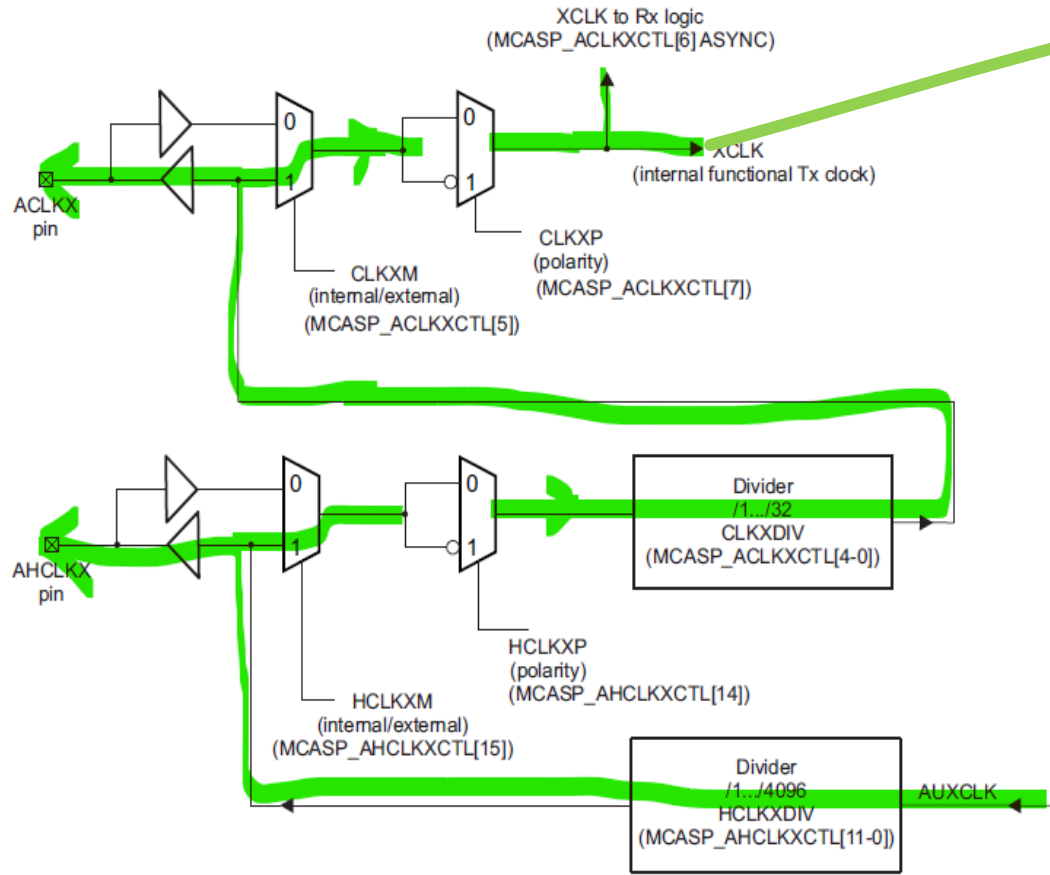 XCLK to Rx logic
(MCASP_ACLKXCTL[6] ASYNC)
0
0
XCLK
(internal functional Tx clock)
1
1
ACLKX
pin
CLKXP
(polarity)
(MCASP_ACLKXCTL[7])
CLKXM
(internal/external)
(MCASP_ACLKXCTL[5])
0
0
Divider
/1.../32
CLKXDIV
(MCASP_ACLKXCTL[4-0])
1
1
AHCLKX
pin
HCLKXP
(polarity)
(MCASP_AHCLKXCTL[14])
HCLKXM
(internal/external)
(MCASP_AHCLKXCTL[15])
Divider
/1.../4096
HCLKXDIV
(MCASP_AHCLKXCTL[11-0])
AUXCLK